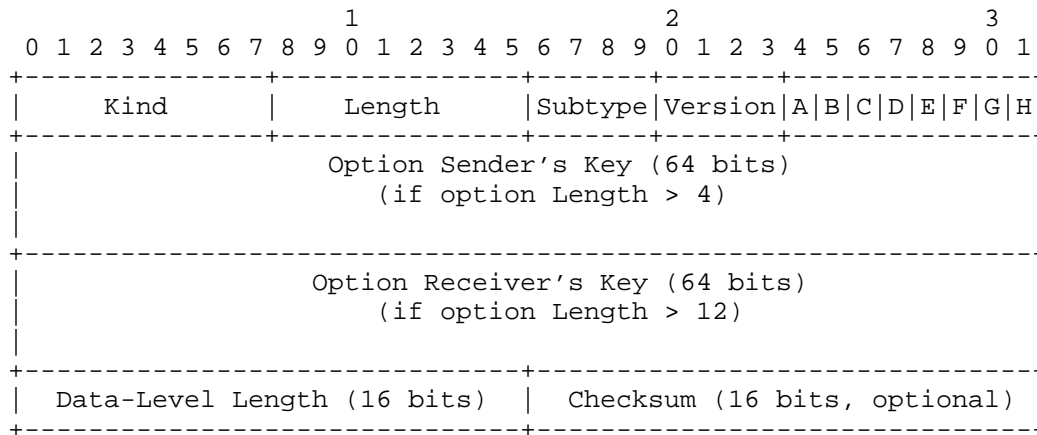 1                   2                   3
 0 1 2 3 4 5 6 7 8 9 0 1 2 3 4 5 6 7 8 9 0 1 2 3 4 5 6 7 8 9 0 1
+---------------+---------------+-------+-------+---------------
|     Kind      |    Length     |Subtype|Version|A|B|C|D|E|F|G|H
+---------------+---------------+-------+-------+---------------
|                   Option Sender's Key (64 bits)
|                      (if option Length > 4)
|
+---------------------------------------------------------------
|                  Option Receiver's Key (64 bits)
|                      (if option Length > 12)
|
+-------------------------------+-------------------------------
|  Data-Level Length (16 bits)  |  Checksum (16 bits, optional)
+-------------------------------+-------------------------------